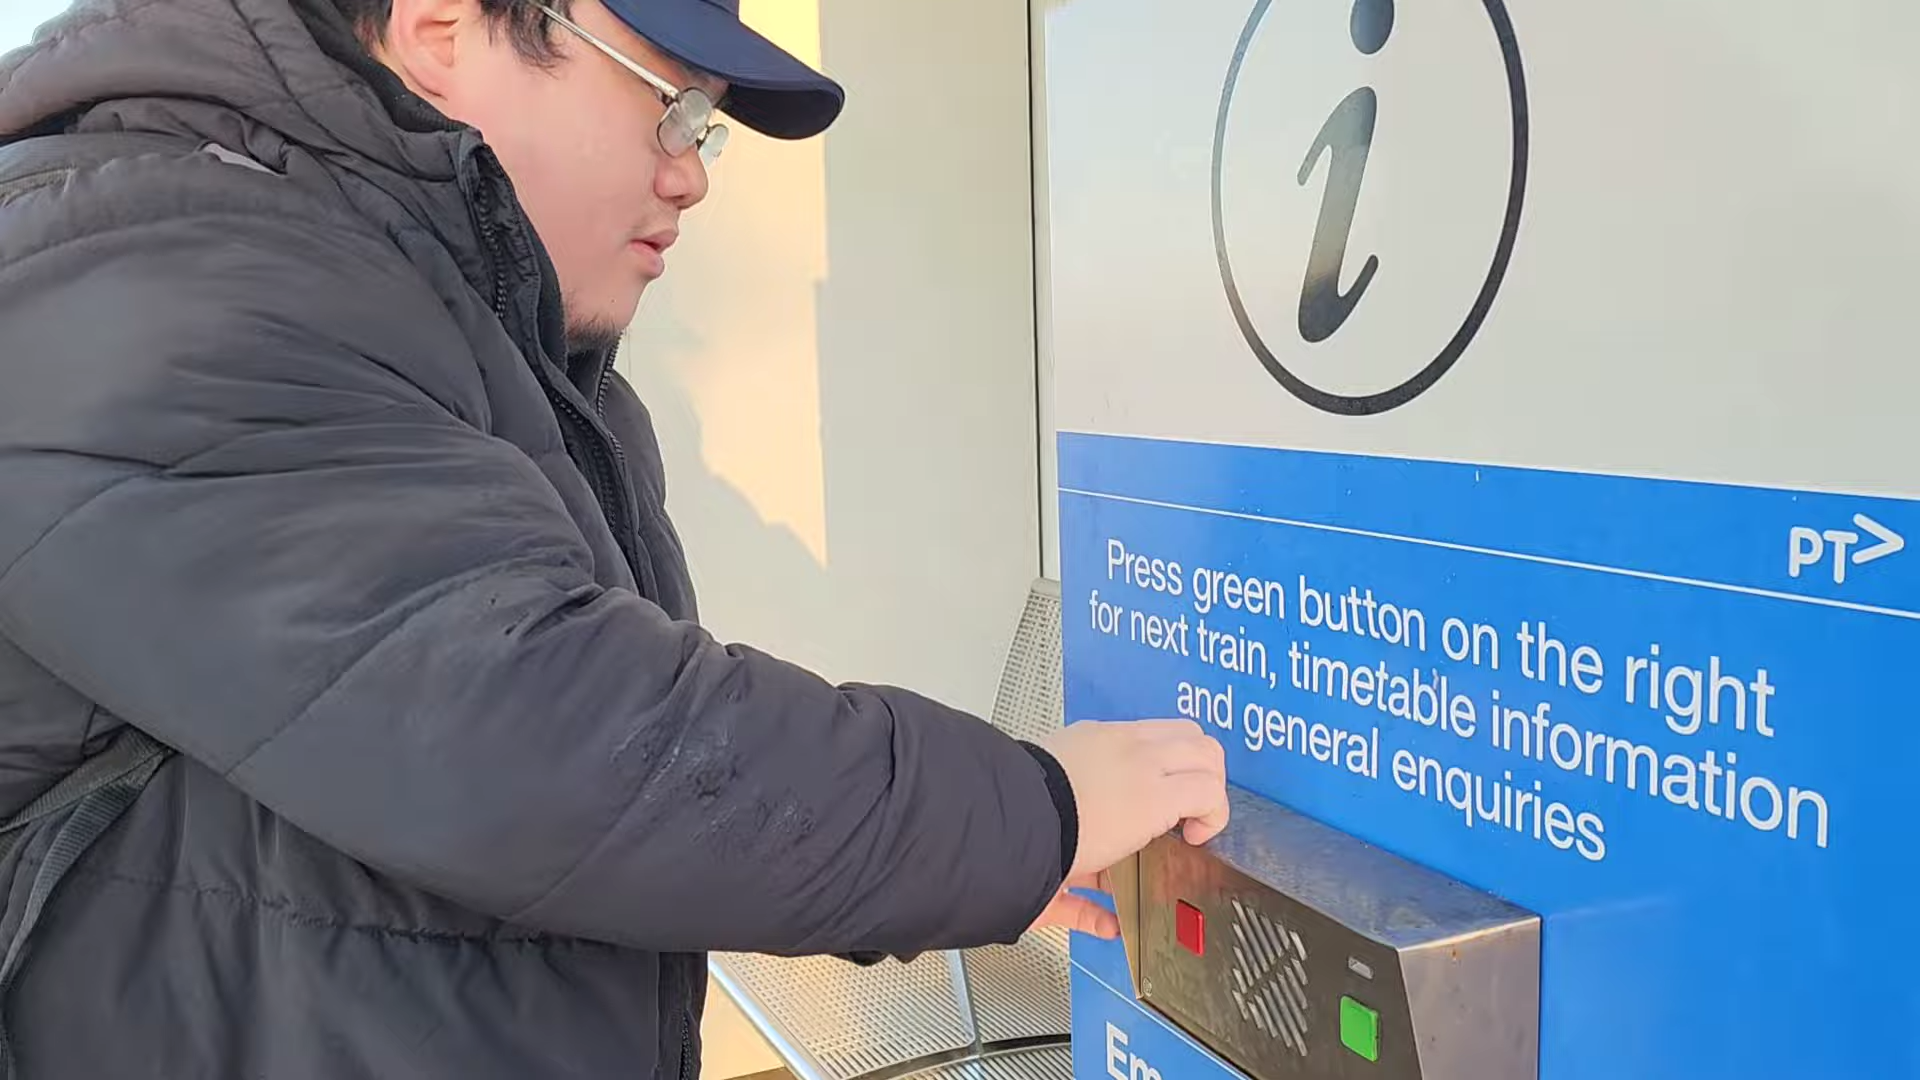 i
PT>
Press green button on the right
for next train, timetable information
and general enquiries